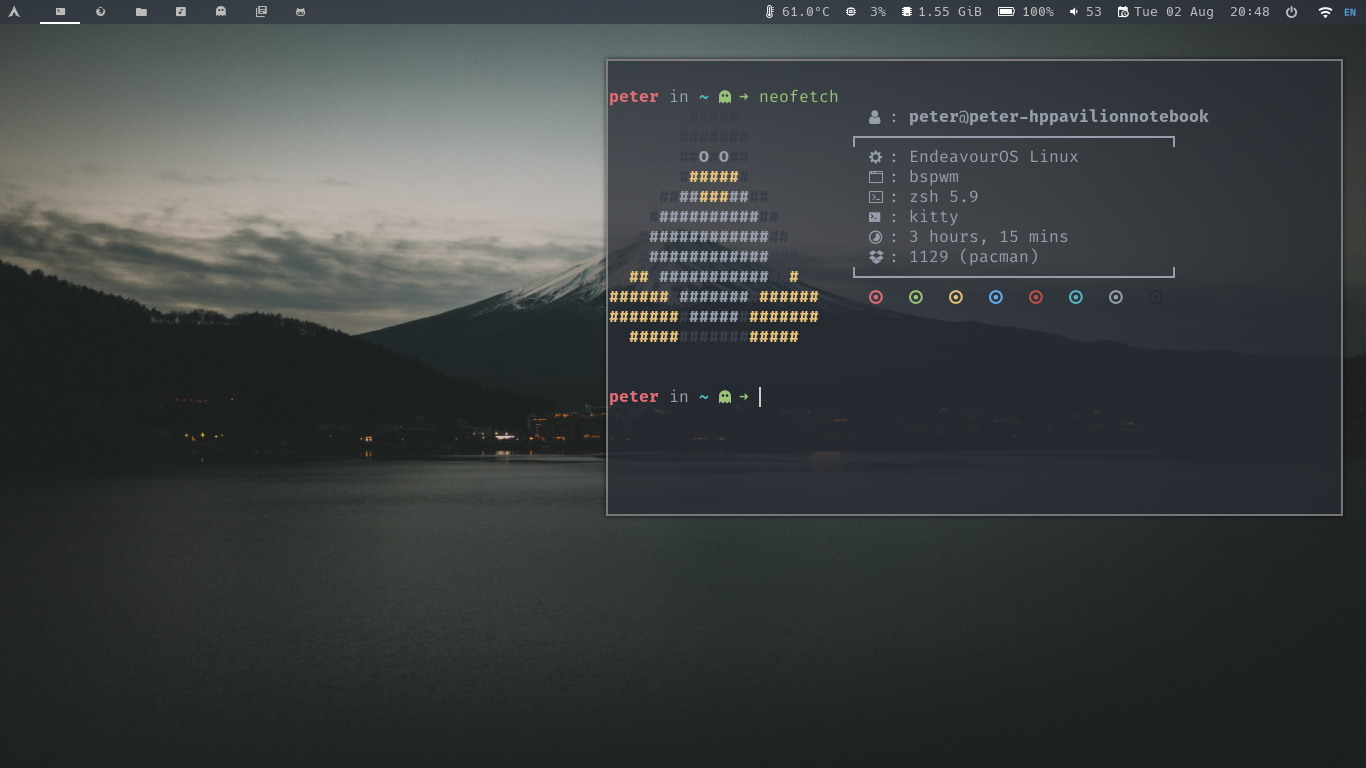 61.0°C 3% 1.55 GiB 100% 53 Tue 02 Aug 20:48 EN
peter in ~ ➜ neofetch
: peter@peter-hppavilionnotebook
: EndeavourOS Linux
: bspwm
: zsh 5.9
: kitty
: 3 hours, 15 mins
: 1129 (pacman)
peter in ~ ➜